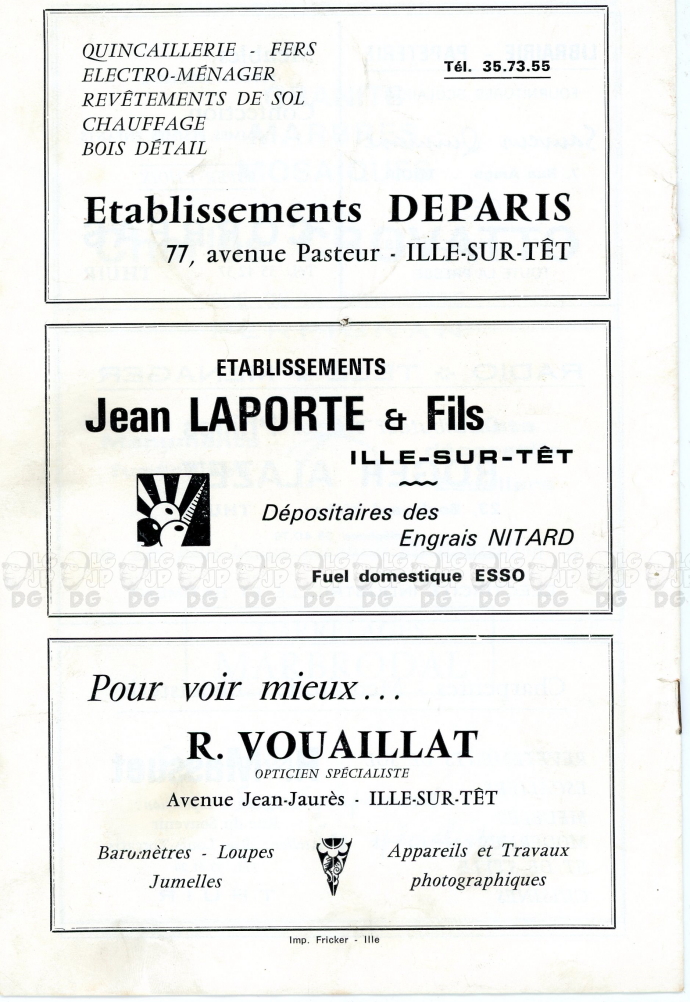 QUINCAILLERIE - FERS
ELECTRO-MÉNAGER
REVÊTEMENTS DE SOL
CHAUFFAGE
BOIS DÉTAIL
Tél. 35.73.55
Etablissements DEPARIS
77, avenue Pasteur - ILLE-SUR-TÊT
ETABLISSEMENTS
Jean LAPORTE & Fils
ILLE-SUR-TÊT
Dépositaires des
Engrais NITARD
Fuel domestique ESSO
Pour voir mieux...
R. VOUAILLAT
OPTICIEN SPÉCIALISTE
Avenue Jean-Jaurès - ILLE-SUR-TÊT
Baromètres - Loupes
Jumelles
Appareils et Travaux
photographiques
Imp. Fricker - Ille